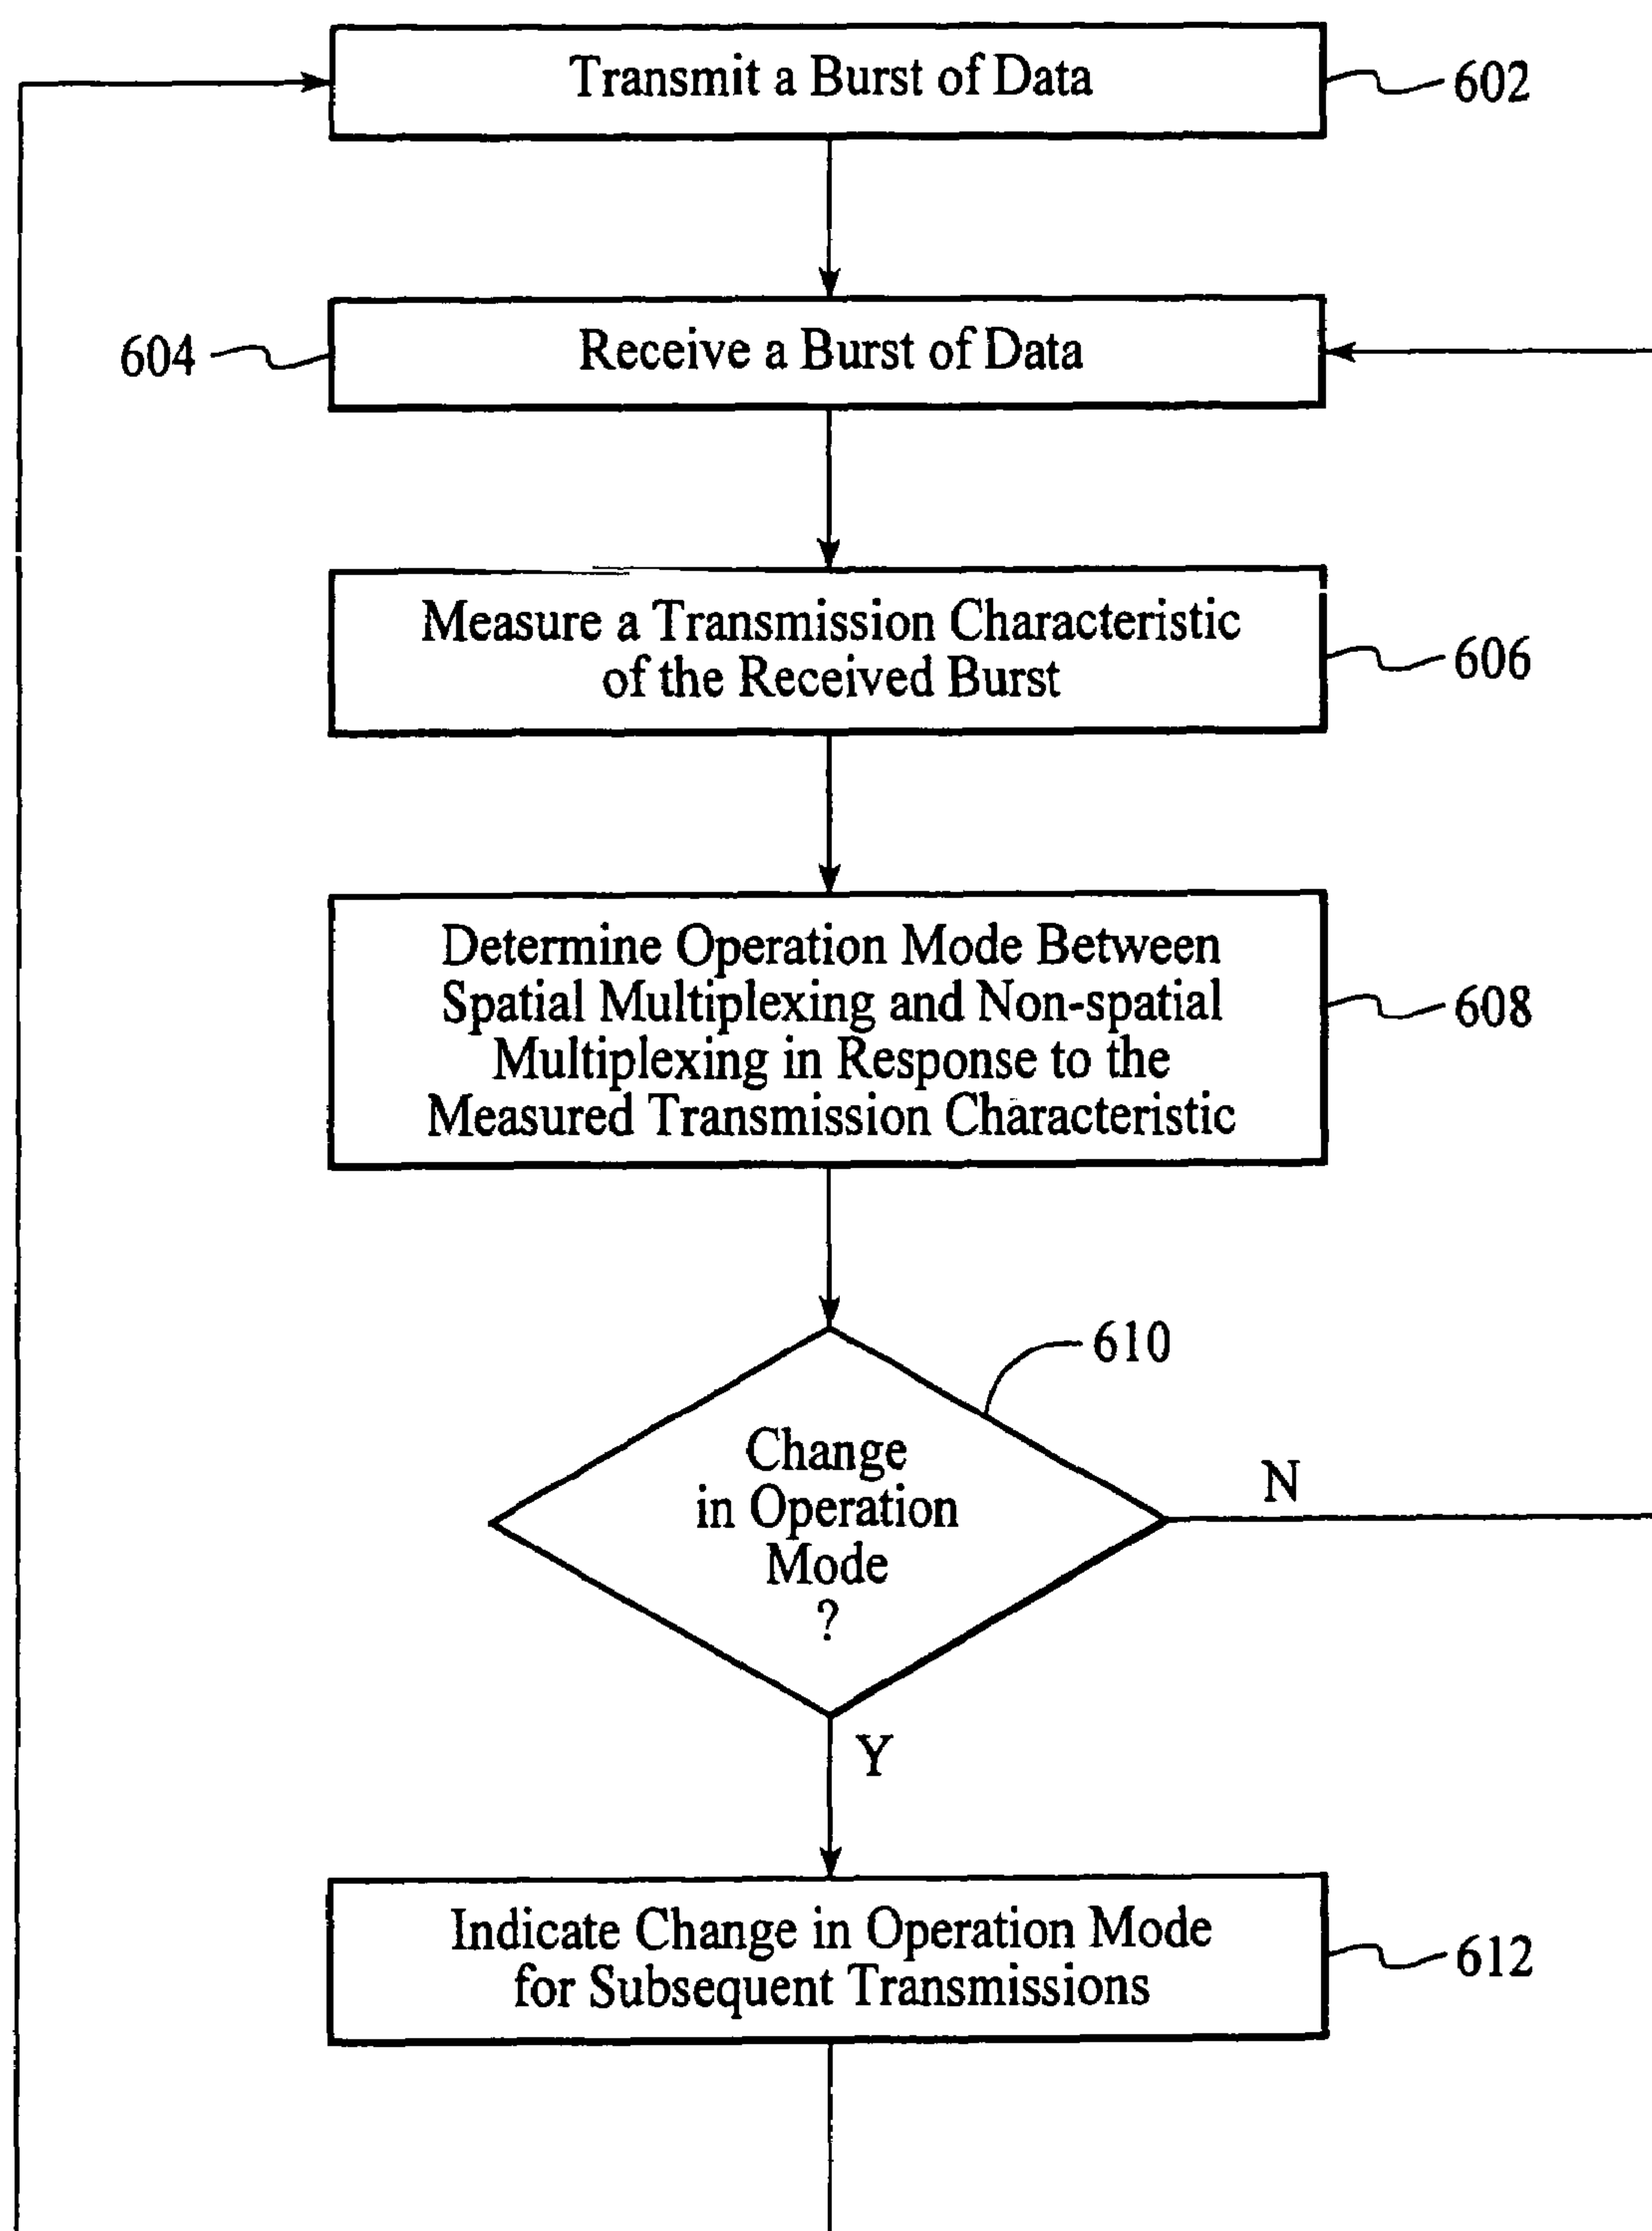 Transmit a Burst of Data
602
604
Receive a Burst of Data
Measure a Transmission Characteristic
of the Received Burst
606
Determine Operation Mode Between
Spatial Multiplexing and Non-spatial
Multiplexing in Response to the
Measured Transmission Characteristic
608
610
Change
in Operation
Mode
?
N
Y
Indicate Change in Operation Mode
for Subsequent Transmissions
612